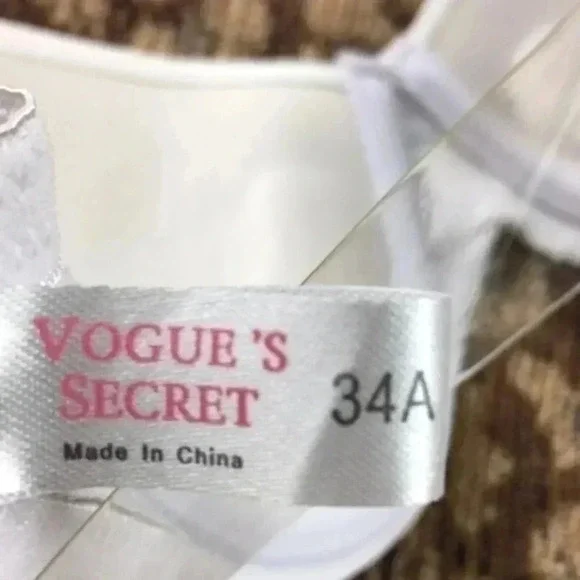 VOGUE 'S
SECRET
34A
Made In China